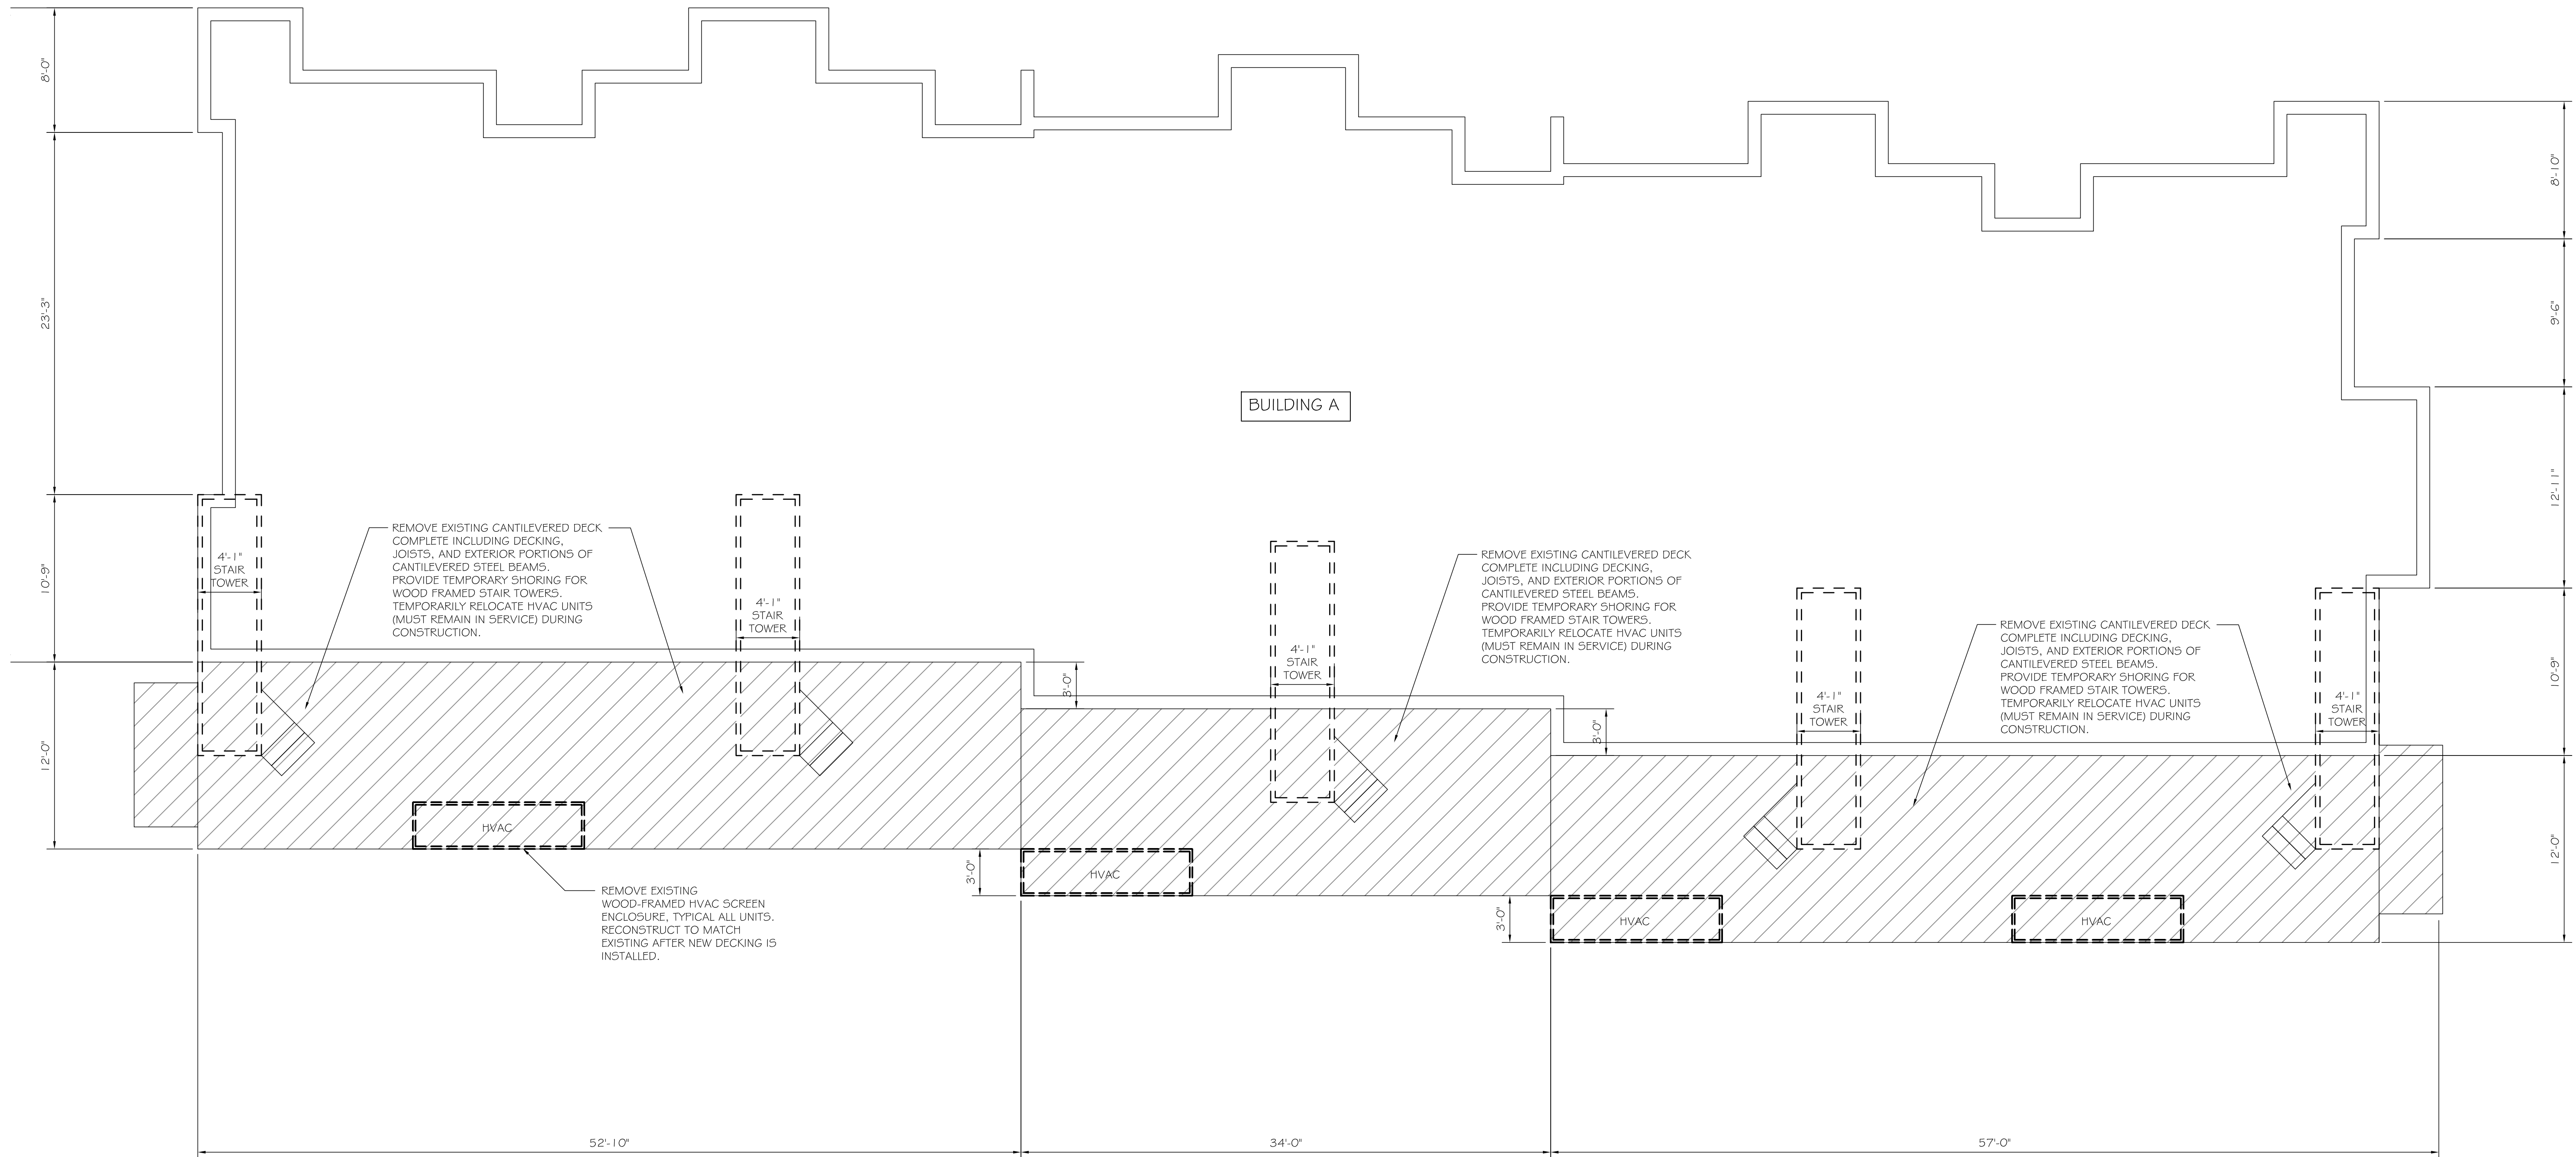 8'-0"
23'-3"
10'-9"
12'-0"
8'-10"
9'-6"
12'-11"
10'-9"
12'-0"
BUILDING A
4'-1"
STAIR
TOWER
REMOVE EXISTING CANTILEVERED DECK
COMPLETE INCLUDING DECKING,
JOISTS, AND EXTERIOR PORTIONS OF
CANTILEVERED STEEL BEAMS.
PROVIDE TEMPORARY SHORING FOR
WOOD FRAMED STAIR TOWERS.
TEMPORARILY RELOCATE HVAC UNITS
(MUST REMAIN IN SERVICE) DURING
CONSTRUCTION.
4'-1"
STAIR
TOWER
4'-1"
STAIR
TOWER
REMOVE EXISTING CANTILEVERED DECK
COMPLETE INCLUDING DECKING,
JOISTS, AND EXTERIOR PORTIONS OF
CANTILEVERED STEEL BEAMS.
PROVIDE TEMPORARY SHORING FOR
WOOD FRAMED STAIR TOWERS.
TEMPORARILY RELOCATE HVAC UNITS
(MUST REMAIN IN SERVICE) DURING
CONSTRUCTION.
4'-1"
STAIR
TOWER
REMOVE EXISTING CANTILEVERED DECK
COMPLETE INCLUDING DECKING,
JOISTS, AND EXTERIOR PORTIONS OF
CANTILEVERED STEEL BEAMS.
PROVIDE TEMPORARY SHORING FOR
WOOD FRAMED STAIR TOWERS.
TEMPORARILY RELOCATE HVAC UNITS
(MUST REMAIN IN SERVICE) DURING
CONSTRUCTION.
4'-1"
STAIR
TOWER
3'-0"
3'-0"
HVAC
3'-0"
HVAC
3'-0"
HVAC
HVAC
REMOVE EXISTING
WOOD-FRAMED HVAC SCREEN
ENCLOSURE, TYPICAL ALL UNITS.
RECONSTRUCT TO MATCH
EXISTING AFTER NEW DECKING IS
INSTALLED.
52'-10"
34'-0"
57'-0"